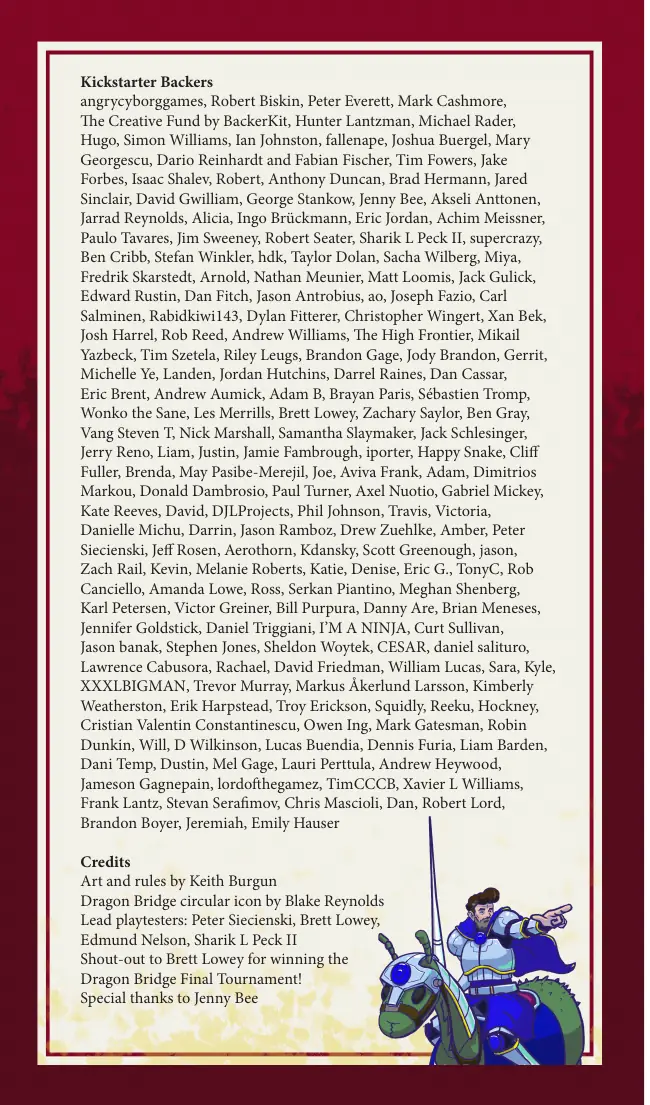 Kickstarter Backers
angrycyborggames, Robert Biskin, Peter Everett, Mark Cashmore,
The Creative Fund by BackerKit, Hunter Lantzman, Michael Rader,
Hugo, Simon Williams, Ian Johnston, fallenape, Joshua Buergel, Mary
Georgescu, Dario Reinhardt and Fabian Fischer, Tim Fowers, Jake
Forbes, Isaac Shalev, Robert, Anthony Duncan, Brad Hermann, Jared
Sinclair, David Gwilliam, George Stankow, Jenny Bee, Akseli Anttonen,
Jarrad Reynolds, Alicia, Ingo Brückmann, Eric Jordan, Achim Meissner,
Paulo Tavares, Jim Sweeney, Robert Seater, Sharik L Peck II, supercrazy,
Ben Cribb, Stefan Winkler, hdk, Taylor Dolan, Sacha Wilberg, Miya,
Fredrik Skarstedt, Arnold, Nathan Meunier, Matt Loomis, Jack Gulick,
Edward Rustin, Dan Fitch, Jason Antrobius, ao, Joseph Fazio, Carl
Salminen, Rabidkiwi143, Dylan Fitterer, Christopher Wingert, Xan Bek,
Josh Harrel, Rob Reed, Andrew Williams, The High Frontier, Mikail
Yazbeck, Tim Szetela, Riley Leugs, Brandon Gage, Jody Brandon, Gerrit,
Michelle Ye, Landen, Jordan Hutchins, Darrel Raines, Dan Cassar,
Eric Brent, Andrew Aumick, Adam B, Brayan Paris, Sébastien Tromp,
Wonko the Sane, Les Merrills, Brett Lowey, Zachary Saylor, Ben Gray,
Vang Steven T, Nick Marshall, Samantha Slaymaker, Jack Schlesinger,
Jerry Reno, Liam, Justin, Jamie Fambrough, iporter, Happy Snake, Cliff
Fuller, Brenda, May Pasibe-Merejil, Joe, Aviva Frank, Adam, Dimitrios
Markou, Donald Dambrosio, Paul Turner, Axel Nuotio, Gabriel Mickey,
Kate Reeves, David, DJLProjects, Phil Johnson, Travis, Victoria,
Danielle Michu, Darrin, Jason Ramboz, Drew Zuehlke, Amber, Peter
Siecienski, Jeff Rosen, Aerothorn, Kdansky, Scott Greenough, jason,
Zach Rail, Kevin, Melanie Roberts, Katie, Denise, Eric G., TonyC, Rob
Canciello, Amanda Lowe, Ross, Serkan Piantino, Meghan Shenberg,
Karl Petersen, Victor Greiner, Bill Purpura, Danny Are, Brian Meneses,
Jennifer Goldstick, Daniel Triggiani, I'M A NINJA, Curt Sullivan,
Jason banak, Stephen Jones, Sheldon Woytek, CESAR, daniel salituro,
Lawrence Cabusora, Rachael, David Friedman, William Lucas, Sara, Kyle,
XXXLBIGMAN, Trevor Murray, Markus Åkerlund Larsson, Kimberly
Weatherston, Erik Harpstead, Troy Erickson, Squidly, Reeku, Hockney,
Cristian Valentin Constantinescu, Owen Ing, Mark Gatesman, Robin
Dunkin, Will, D Wilkinson, Lucas Buendia, Dennis Furia, Liam Barden,
Dani Temp, Dustin, Mel Gage, Lauri Perttula, Andrew Heywood,
Jameson Gagnepain, lordofthegamez, TimCCCB, Xavier L Williams,
Frank Lantz, Stevan Serafimov, Chris Mascioli, Dan, Robert Lord,
Brandon Boyer, Jeremiah, Emily Hauser
Credits
Art and rules by Keith Burgun
Dragon Bridge circular icon by Blake Reynolds
Lead playtesters: Peter Siecienski, Brett Lowey,
Edmund Nelson, Sharik L Peck II
Shout-out to Brett Lowey for winning the
Dragon Bridge Final Tournament!
Special thanks to Jenny Bee